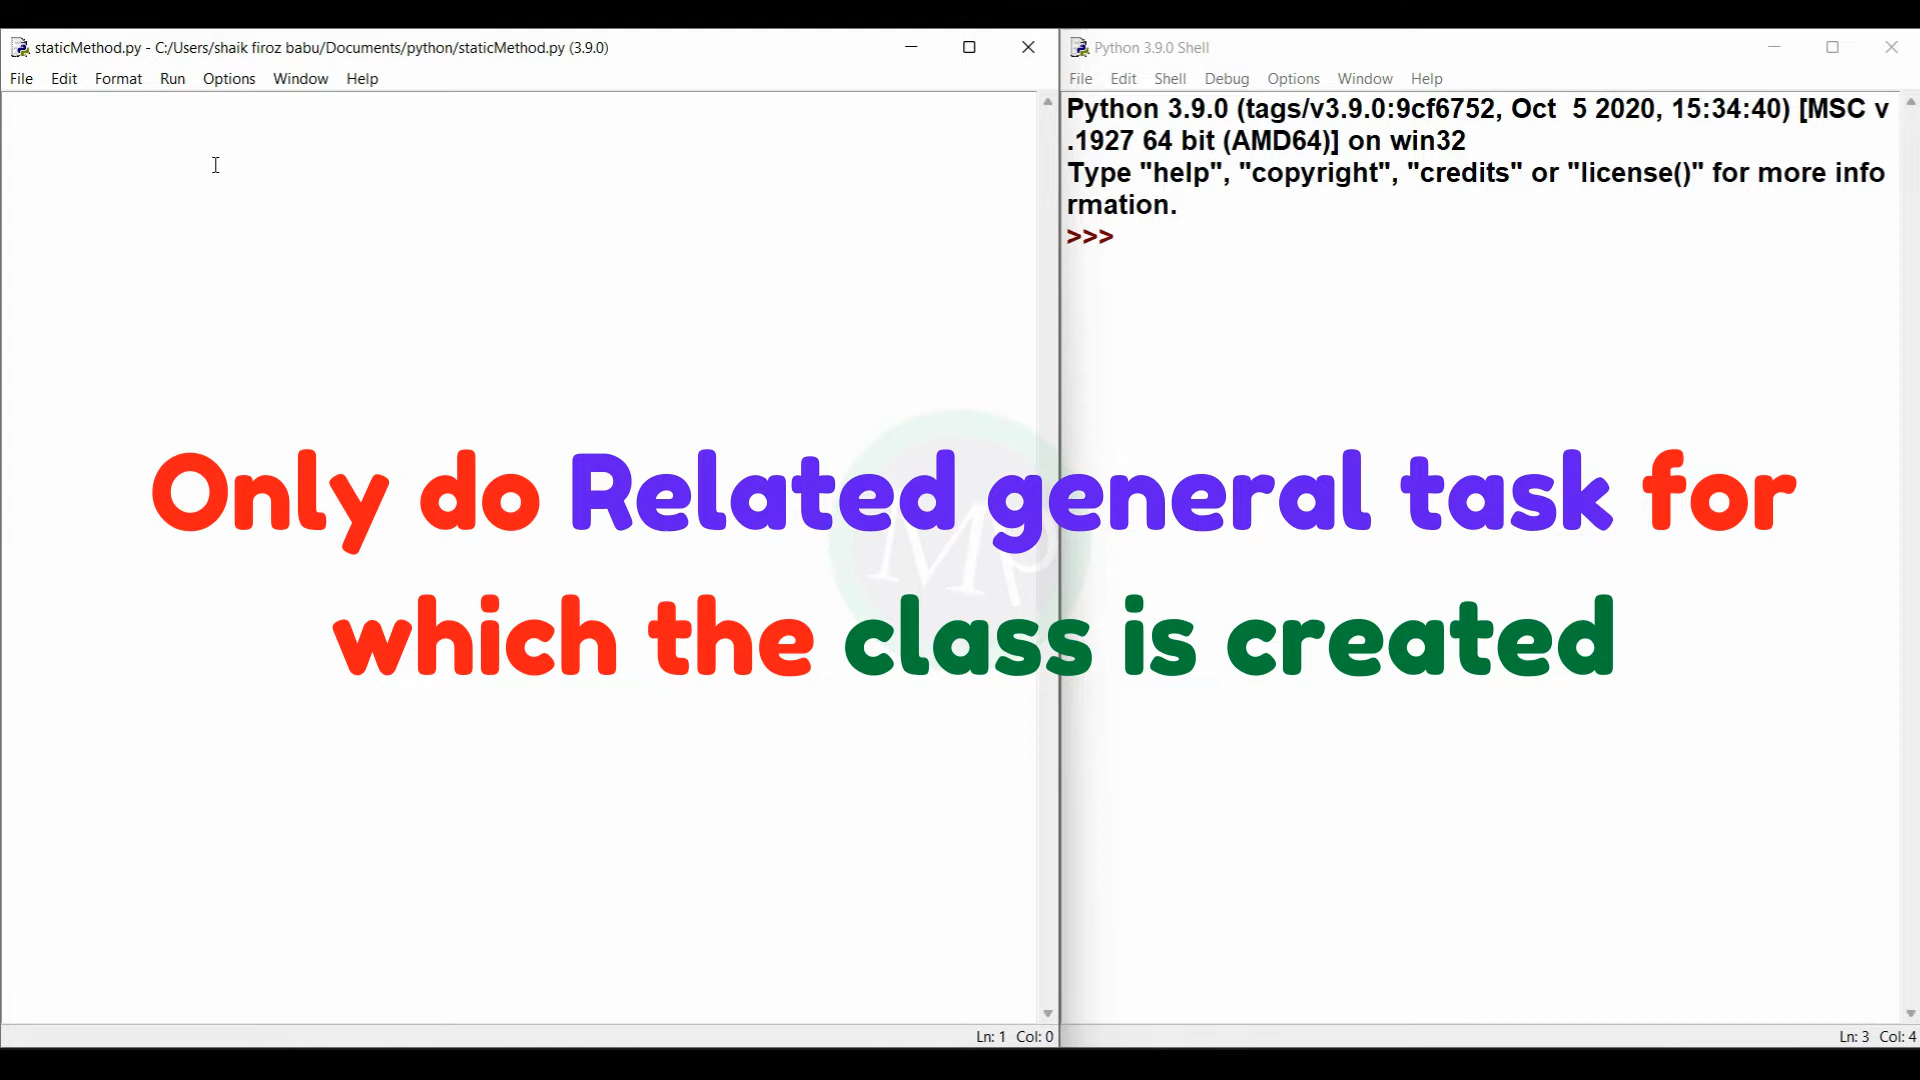 staticMethod.py - C:/Users/shaik firoz babu/Documents/python/staticMethod.py (3.9.0)
File Edit Format Run Options Window Help
Python 3.9.0 Shell
File Edit Shell Debug Options Window Help
Python 3.9.0 (tags/v3.9.0:9cf6752, Oct  5 2020, 15:34:40) [MSC v
.1927 64 bit (AMD64)] on win32
Type "help", "copyright", "credits" or "license()" for more info
rmation.
>>>
Only do Related general task for
which the class is created
MP
Ln: 1 Col: 0
Ln: 3 Col: 4